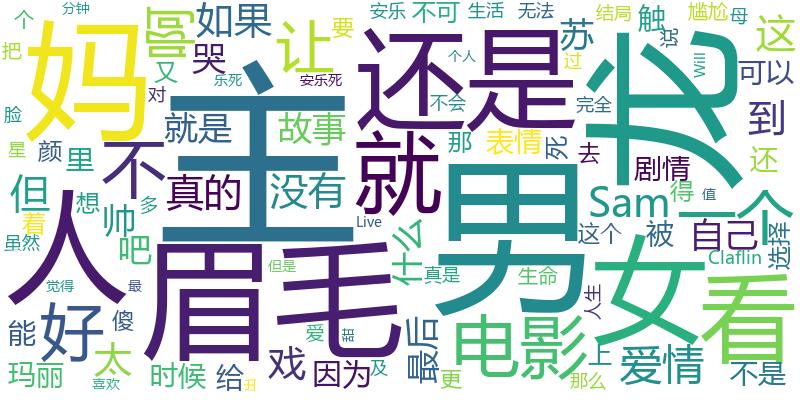 个
把
分钟
妈
啊
如果
哭
让
要
还是
安乐
不可
生活
无法
苏
触
结局
说
尴尬
母
这
Will
过
龙
可以
到
还
脸
星
颜
里
又
对
乐死
安乐死
就是
故事
主
不
真的
没有
就
个人
不会
那
完全
表情
死
去
剧情
得
值
Sam
一个
自己
选择
但
着
想
帅
多
吧
虽然
人
眉毛
Live
但是
什么
真是
男
生命
这个
人生
被
Claflin
女
看
觉得
最
能
好
傻
太
玛丽
喜欢
时候
给
丑
戏
爱
因为
及
最后
更
电影
那么
上
爱情
不是